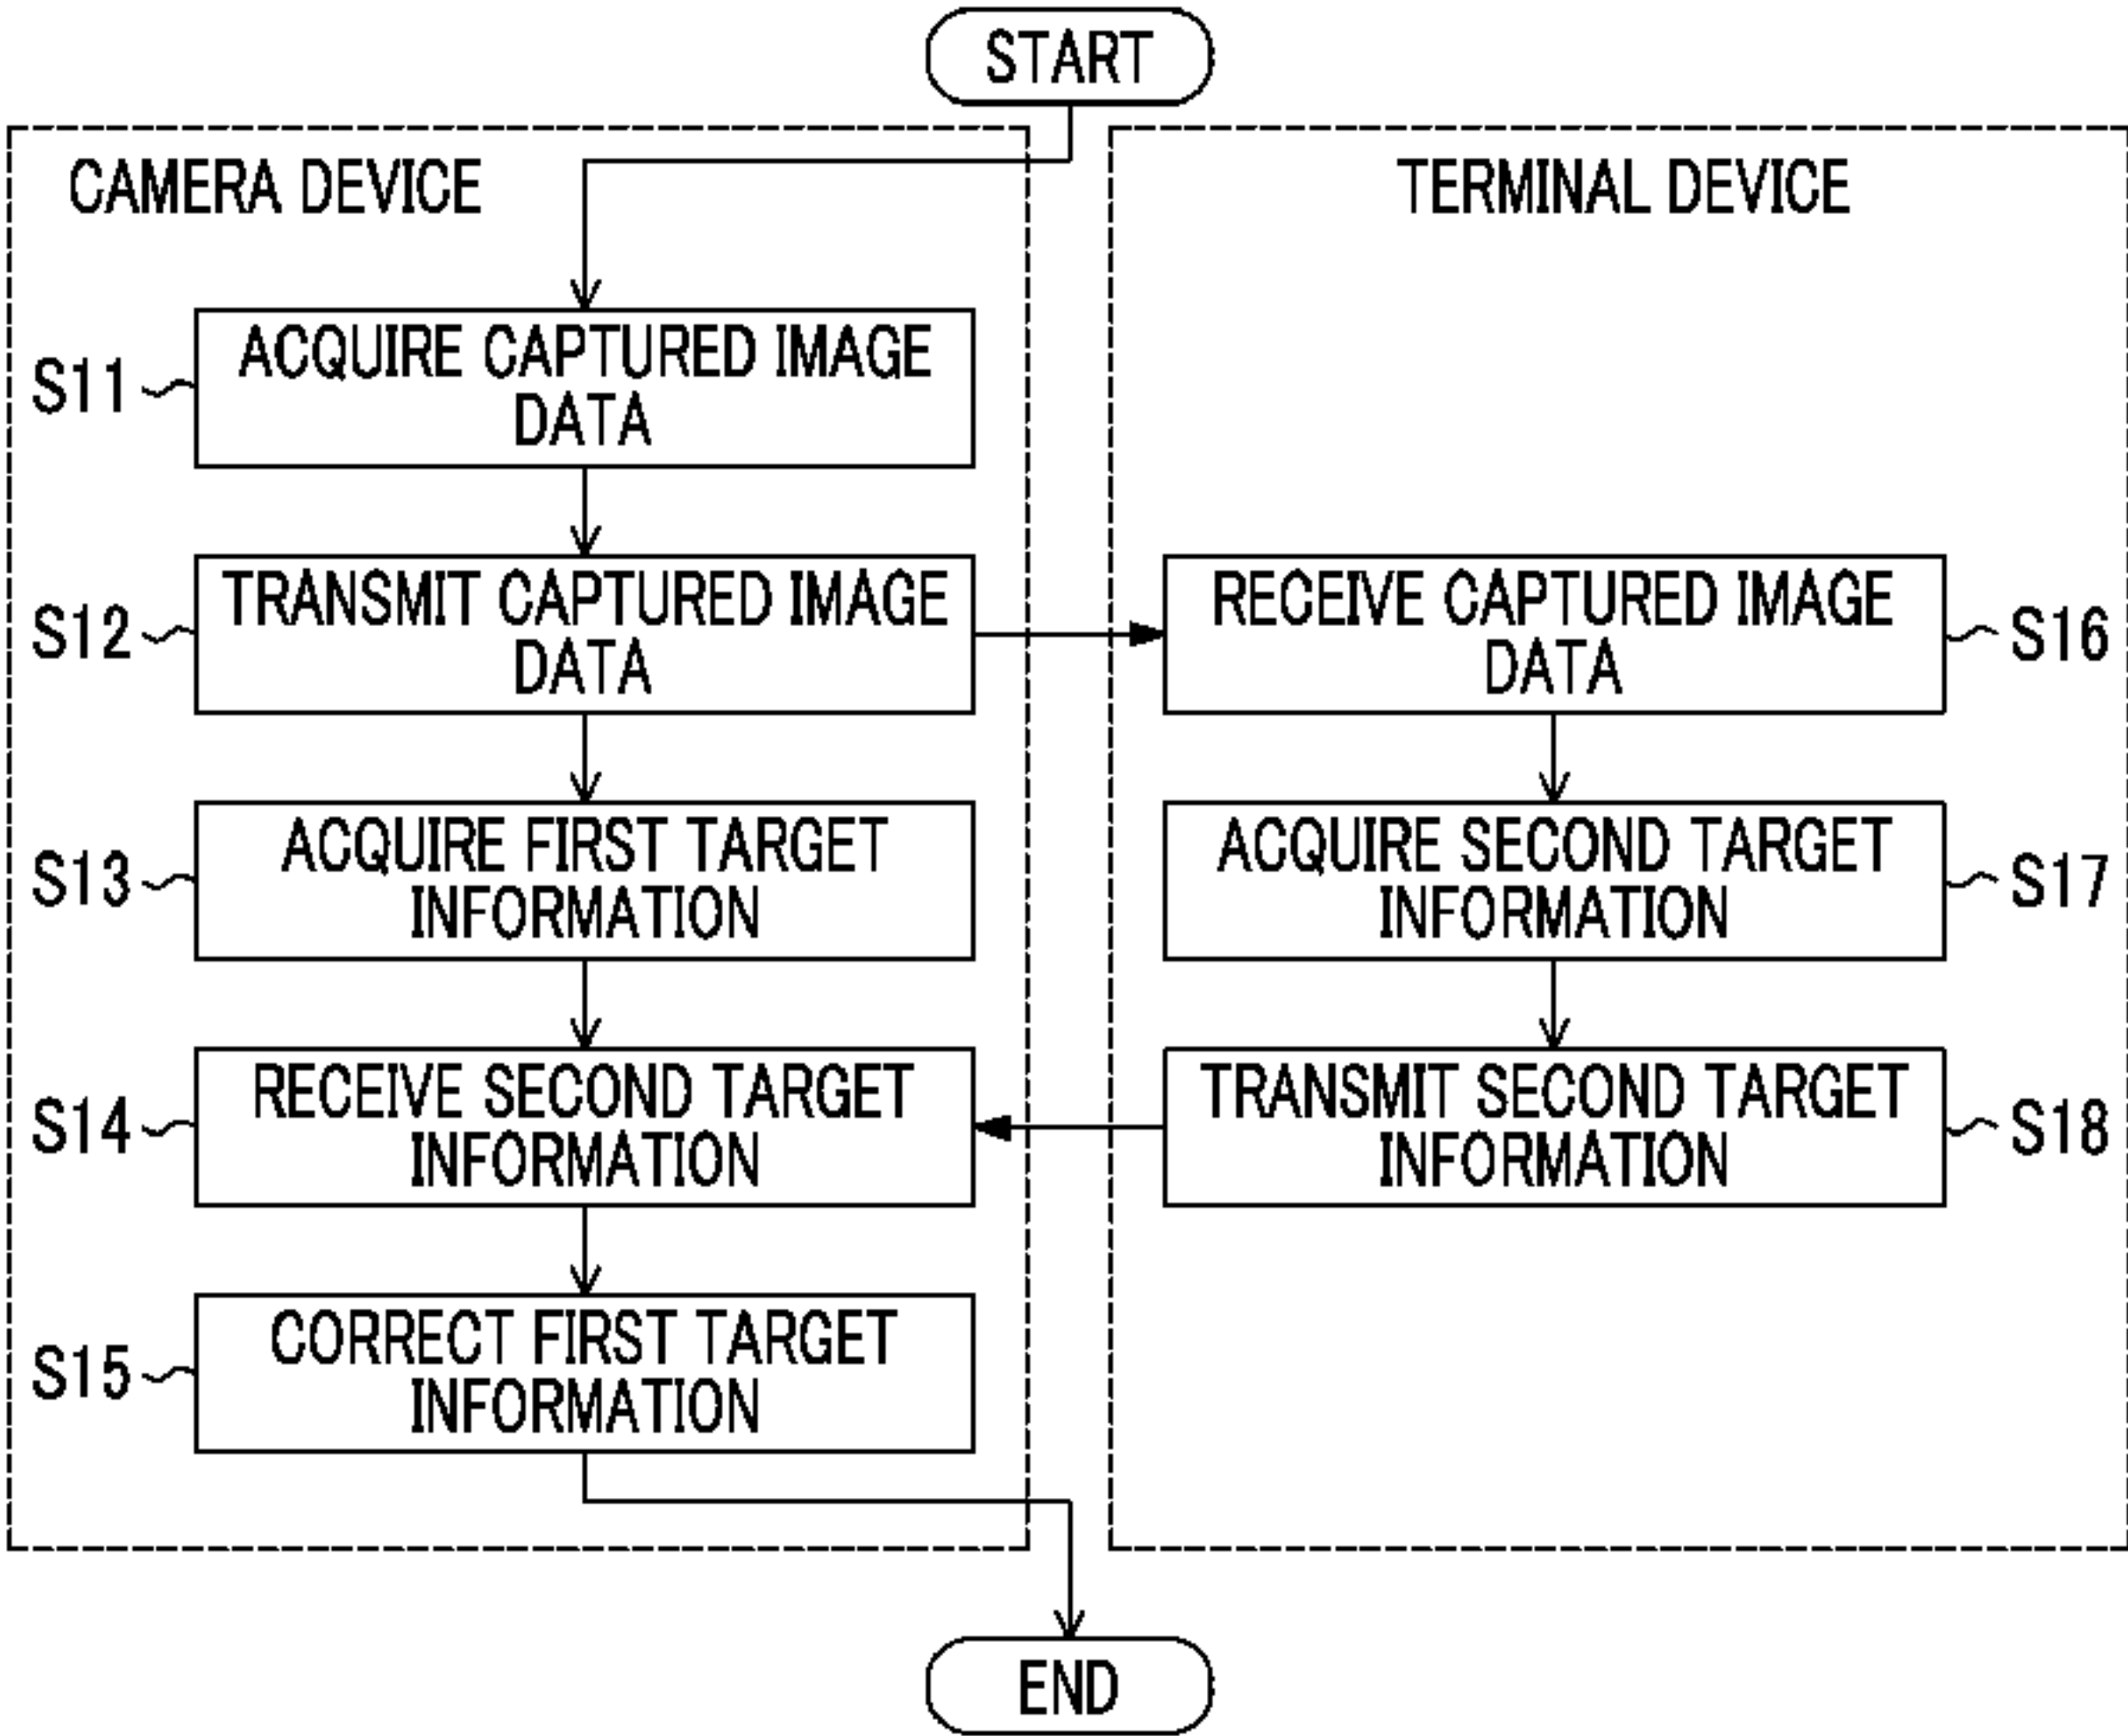 START
CAMERA DEVICE
TERMINAL DEVICE
S11
ACQUIRE CAPTURED IMAGE
DATA
S12
TRANSMIT CAPTURED IMAGE
DATA
RECEIVE CAPTURED IMAGE
DATA
S16
S13
ACQUIRE FIRST TARGET
INFORMATION
ACQUIRE SECOND TARGET
INFORMATION
S17
S14
RECEIVE SECOND TARGET
INFORMATION
TRANSMIT SECOND TARGET
INFORMATION
S18
S15
CORRECT FIRST TARGET
INFORMATION
END